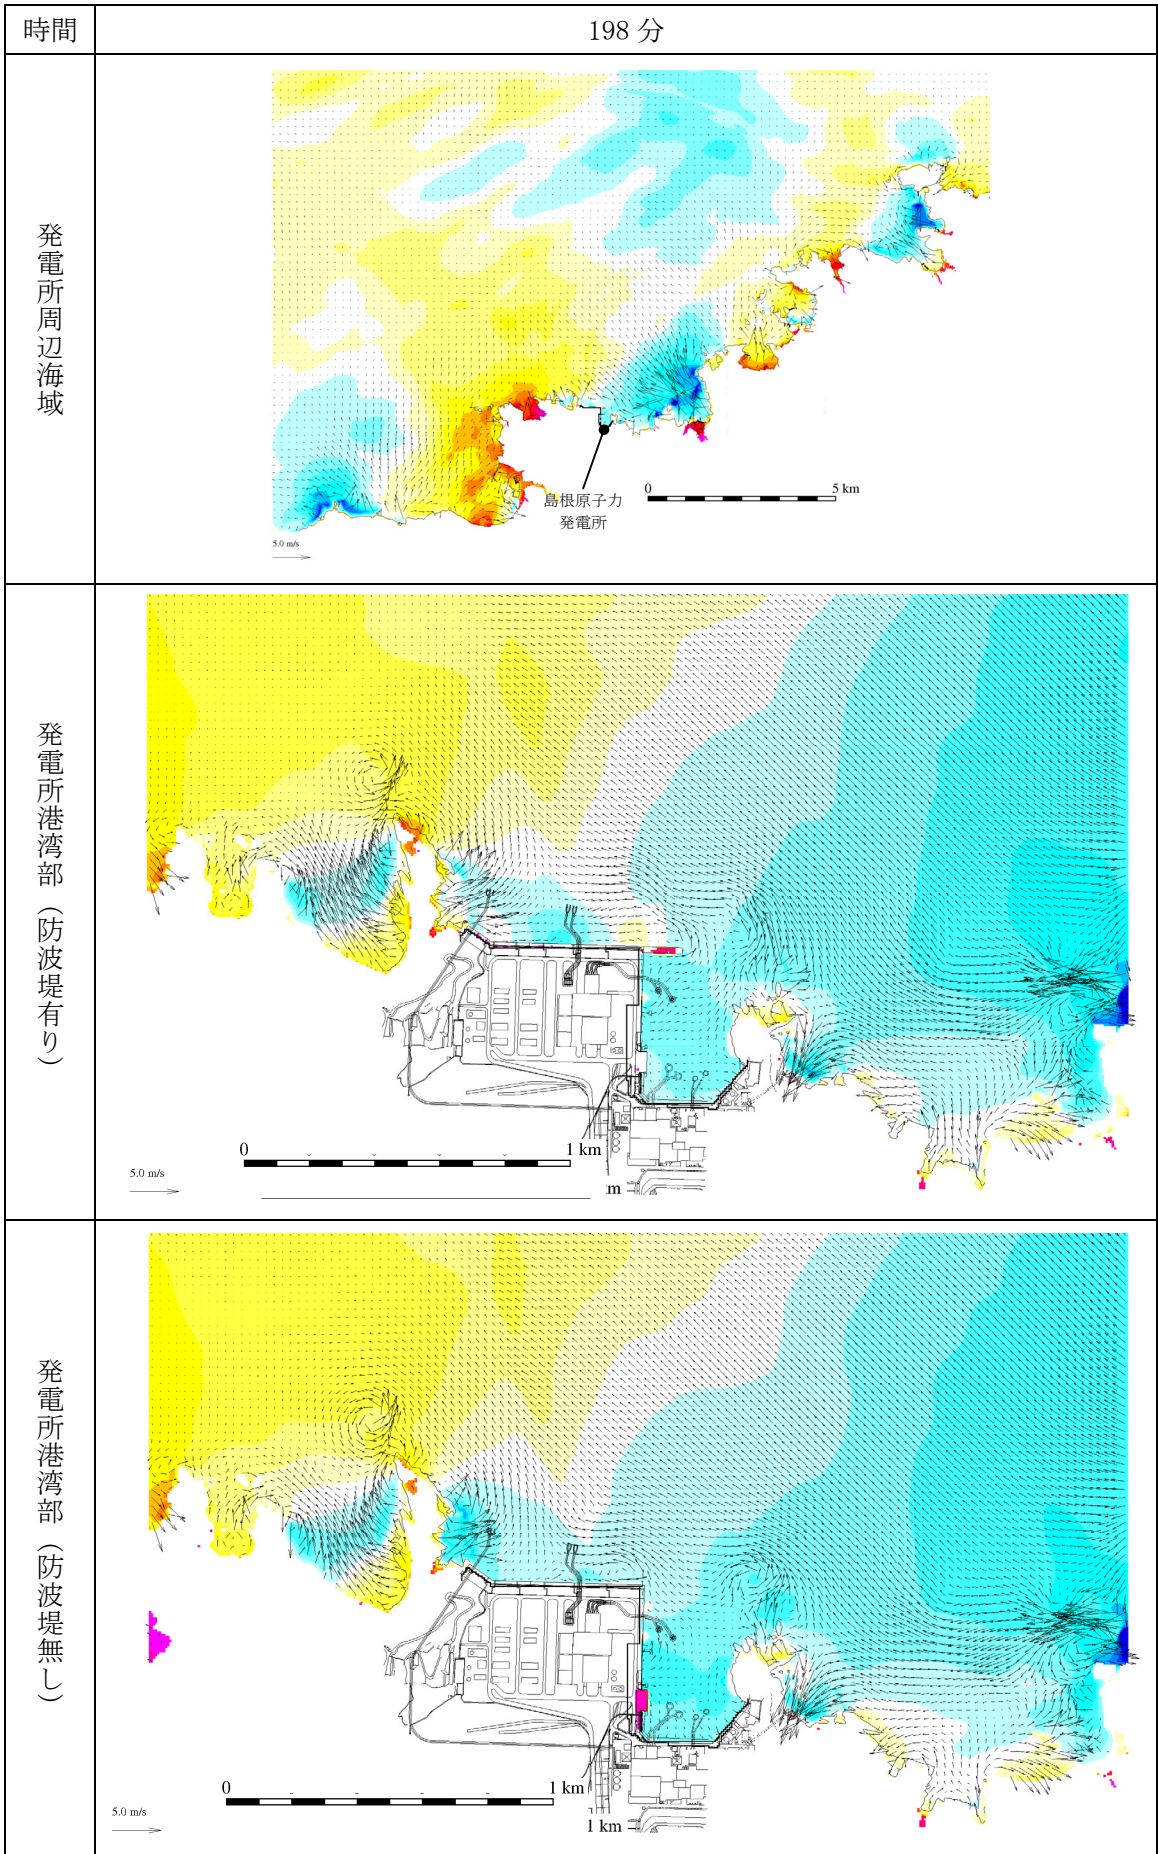 時間
198 分
発電所周辺海域
島根原子力
発電所
0
5 km
5.0 m/s
発電所港湾部（防波堤有り）
0
1 km
5.0 m/s
m
発電所港湾部（防波堤無し）
0
1 km
5.0 m/s
1 km